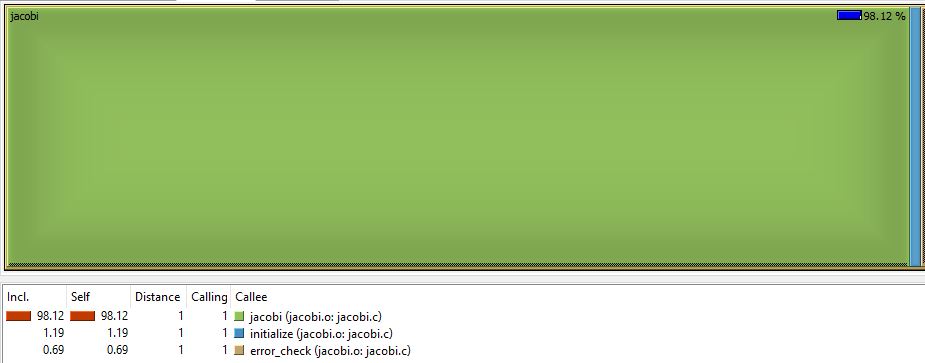 jacobi 98.12 %
Incl. Self Distance Calling Callee
98.12 98.12 1 1 jacobi (jacobi.o: jacobi.c)
1.19 1.19 1 1 initialize (jacobi.o: jacobi.c)
0.69 0.69 1 1 error_check (jacobi.o: jacobi.c)